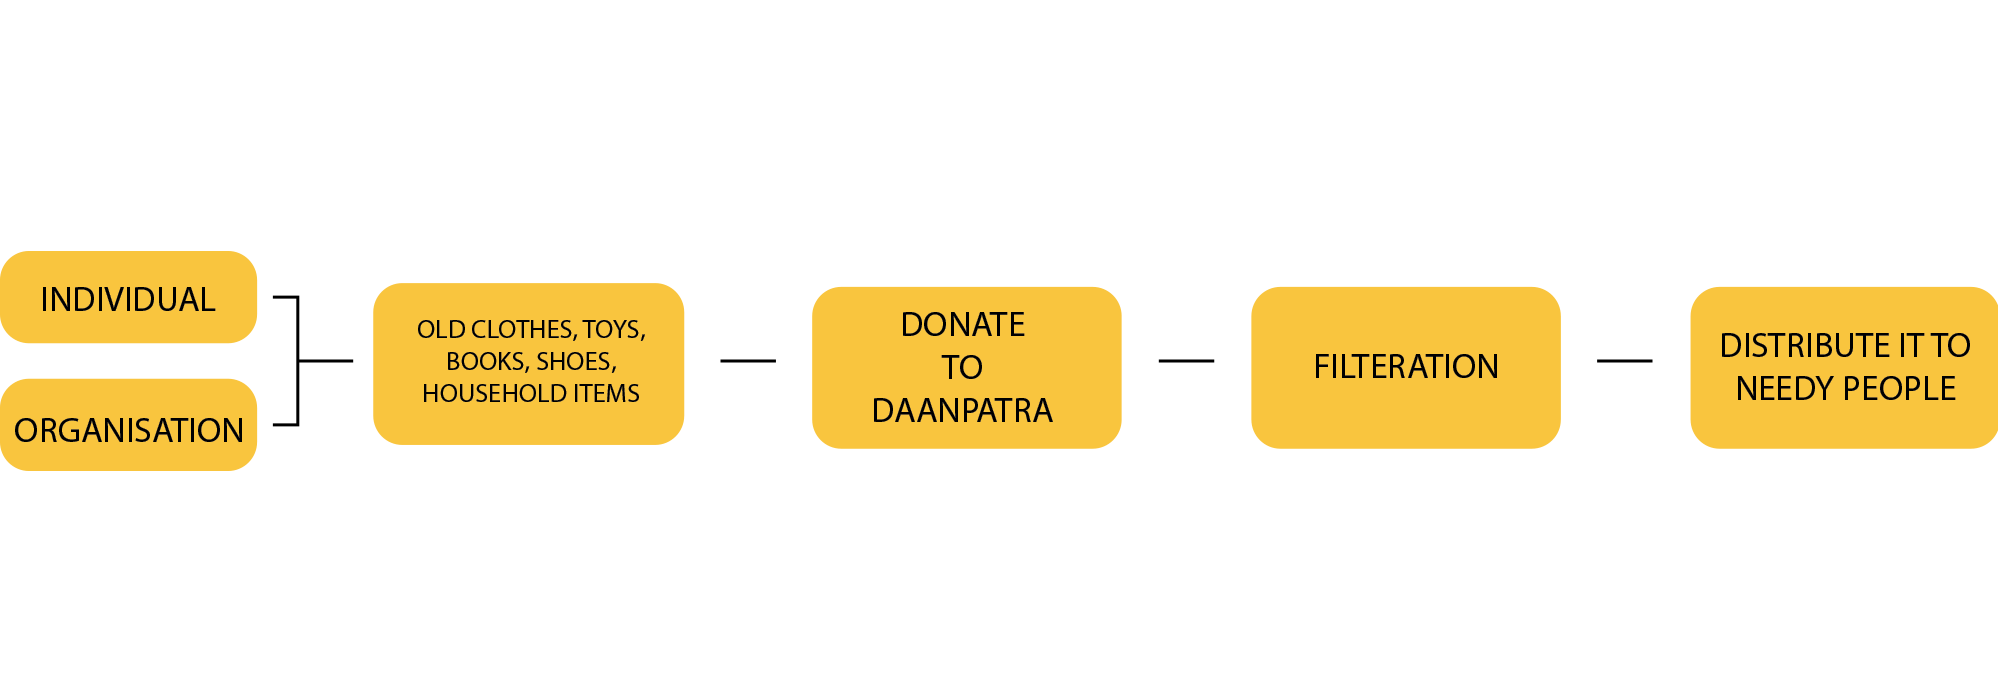 INDIVIDUAL
ORGANISATION
OLD CLOTHES, TOYS,
BOOKS, SHOES,
HOUSEHOLD ITEMS
DONATE
TO
DAANPATRA
FILTERATION
DISTRIBUTE IT TO
NEEDY PEOPLE